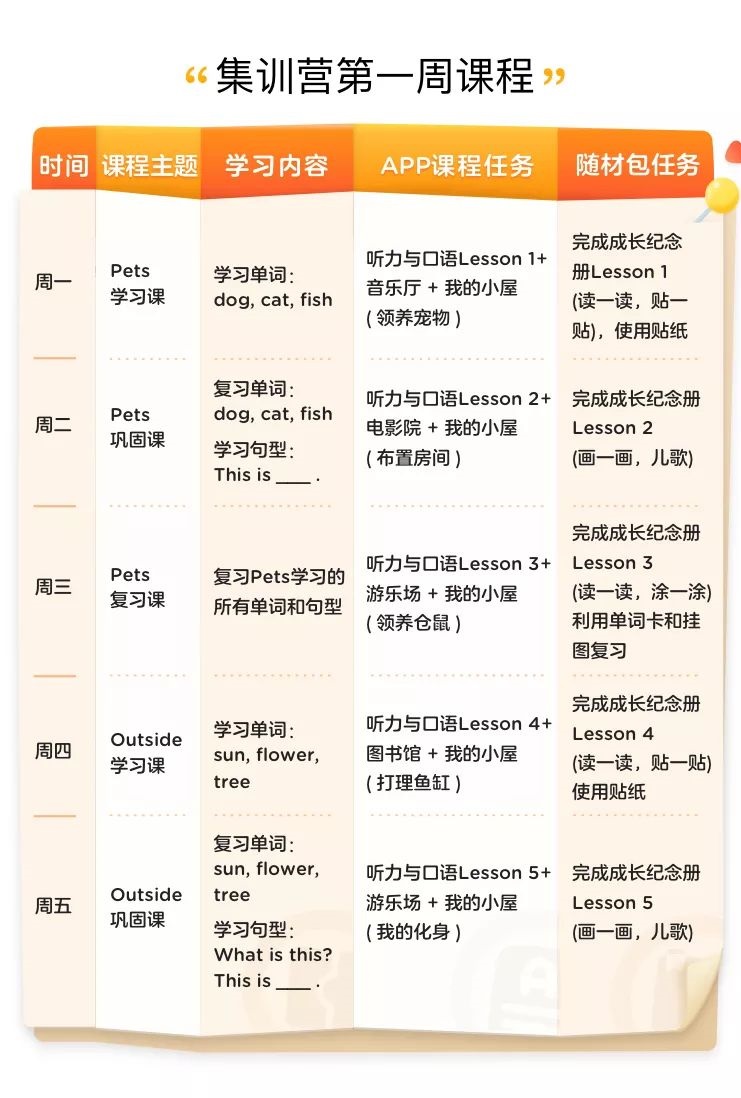 “集训营第一周课程”
时间 课程主题 学习内容 APP课程任务 随材包任务
周一
Pets
学习课
学习单词：
dog, cat, fish
听力与口语Lesson 1+
音乐厅 + 我的小屋
( 领养宠物 )
完成成长纪念
册Lesson 1
(读一读，贴一
贴)，使用贴纸
周二
Pets
巩固课
复习单词：
dog, cat, fish
学习句型：
This is ___ .
听力与口语Lesson 2+
电影院 + 我的小屋
( 布置房间 )
完成成长纪念册
Lesson 2
(画一画，儿歌)
周三
Pets
复习课
复习Pets学习的
所有单词和句型
听力与口语Lesson 3+
游乐场 + 我的小屋
( 领养仓鼠 )
完成成长纪念册
Lesson 3
(读一读，涂一涂)
利用单词卡和挂
图复习
周四
Outside
学习课
学习单词：
sun, flower,
tree
听力与口语Lesson 4+
图书馆 + 我的小屋
( 打理鱼缸 )
完成成长纪念册
Lesson 4
(读一读，贴一贴)
使用贴纸
周五
Outside
巩固课
复习单词：
sun, flower,
tree
学习句型：
What is this?
This is ___ .
听力与口语Lesson 5+
游乐场 + 我的小屋
( 我的化身 )
完成成长纪念册
Lesson 5
(画一画，儿歌)